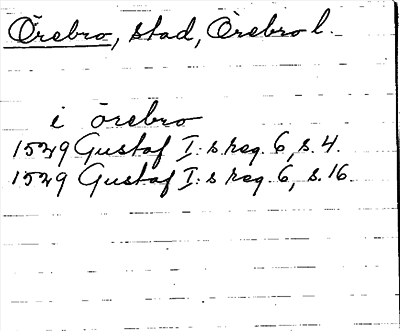 Örebro, stad, Örebro l.
i örebro
1529 Gustaf I:s reg. 6, s. 4.
1529 Gustaf I:s reg. 6, s. 16.